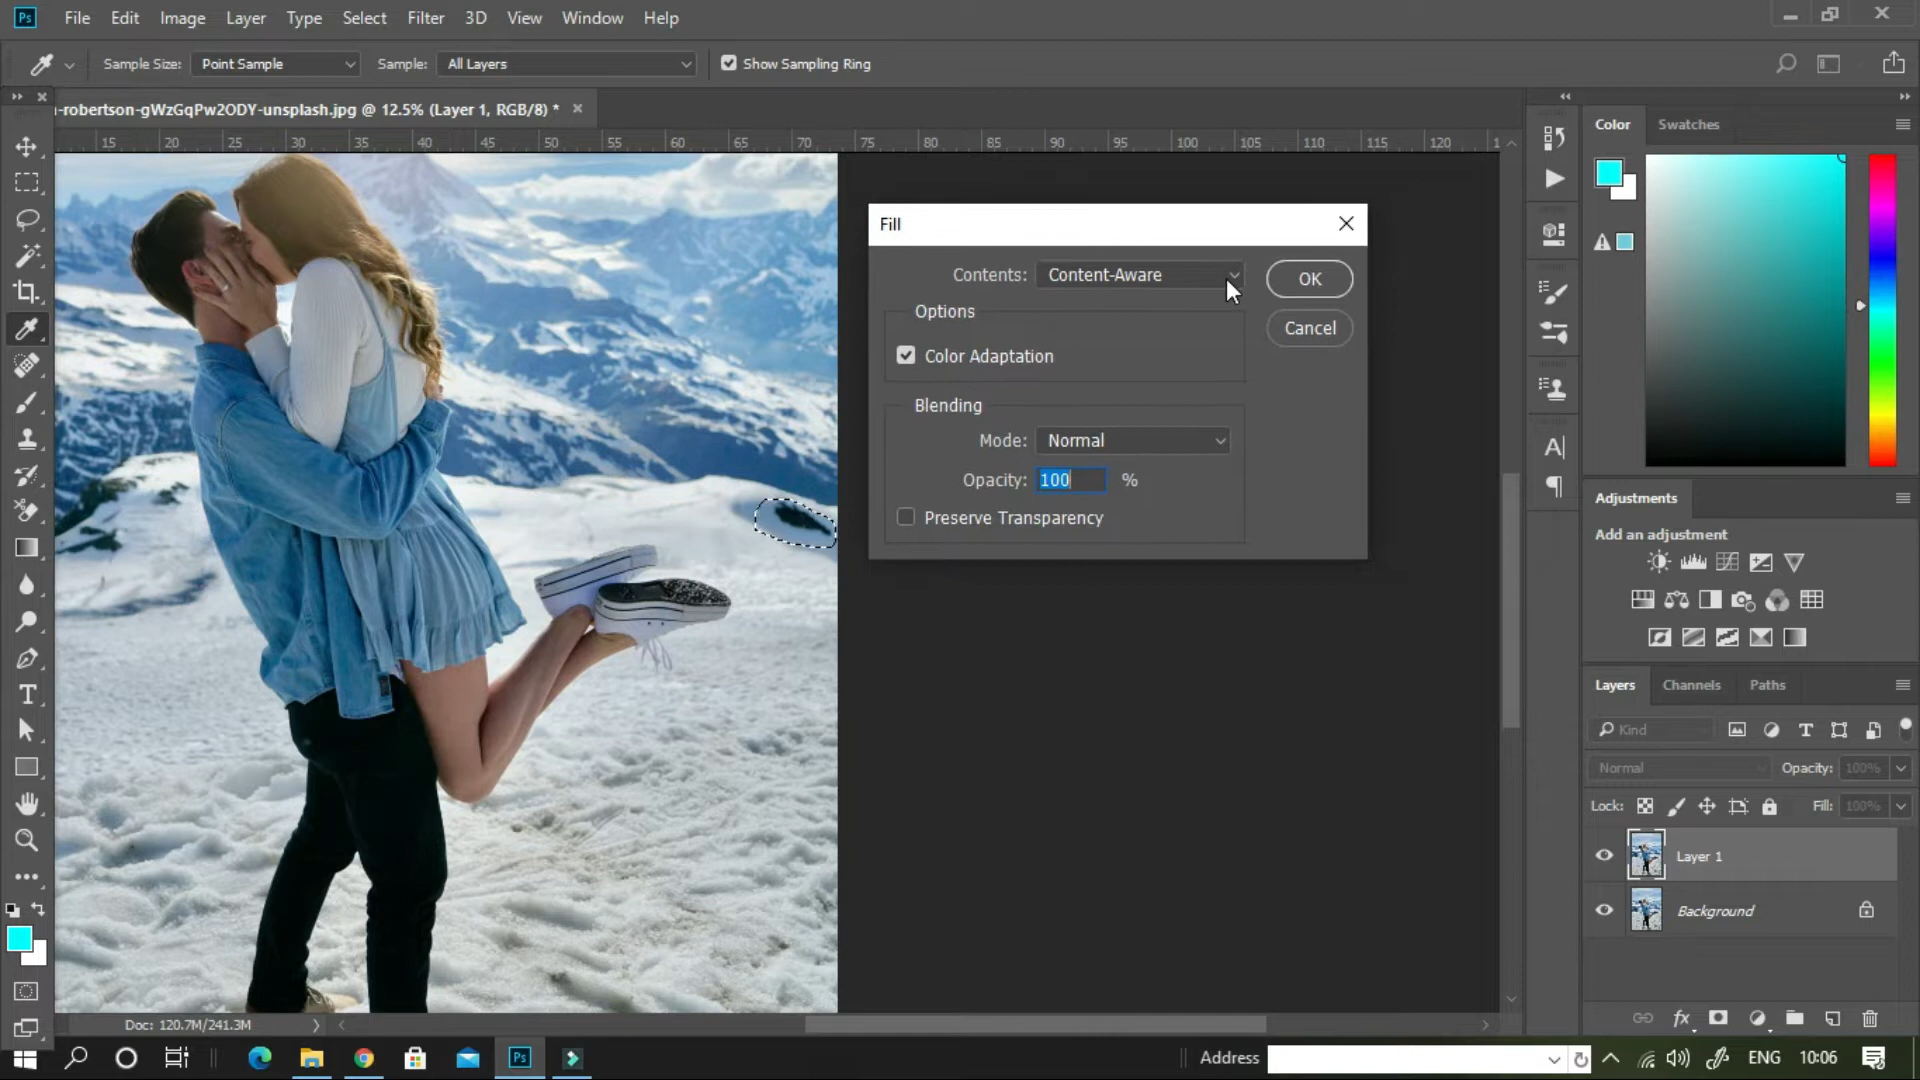 Ps File Edit Image Layer Type Select Filter 3D View Window Help
Sample Size: Point Sample Sample: All Layers Show Sampling Ring
-robertson-gWzGqPw2ODY-unsplash.jpg @ 12.5% (Layer 1, RGB/8) *
15 20 25 30 35 40 45 50 55 60 65 70 75 80 85 90 95 100 105 110 115 120 1
Color Swatches
Fill
Contents: Content-Aware
OK
Options
Cancel
Color Adaptation
Blending
Mode: Normal
Opacity: 100 %
Preserve Transparency
Adjustments
Add an adjustment
Layers Channels Paths
Kind
Normal Opacity: 100%
Lock: Fill: 100%
Layer 1
Background
Doc: 120.7M/241.3M
Ps Address ENG 10:06